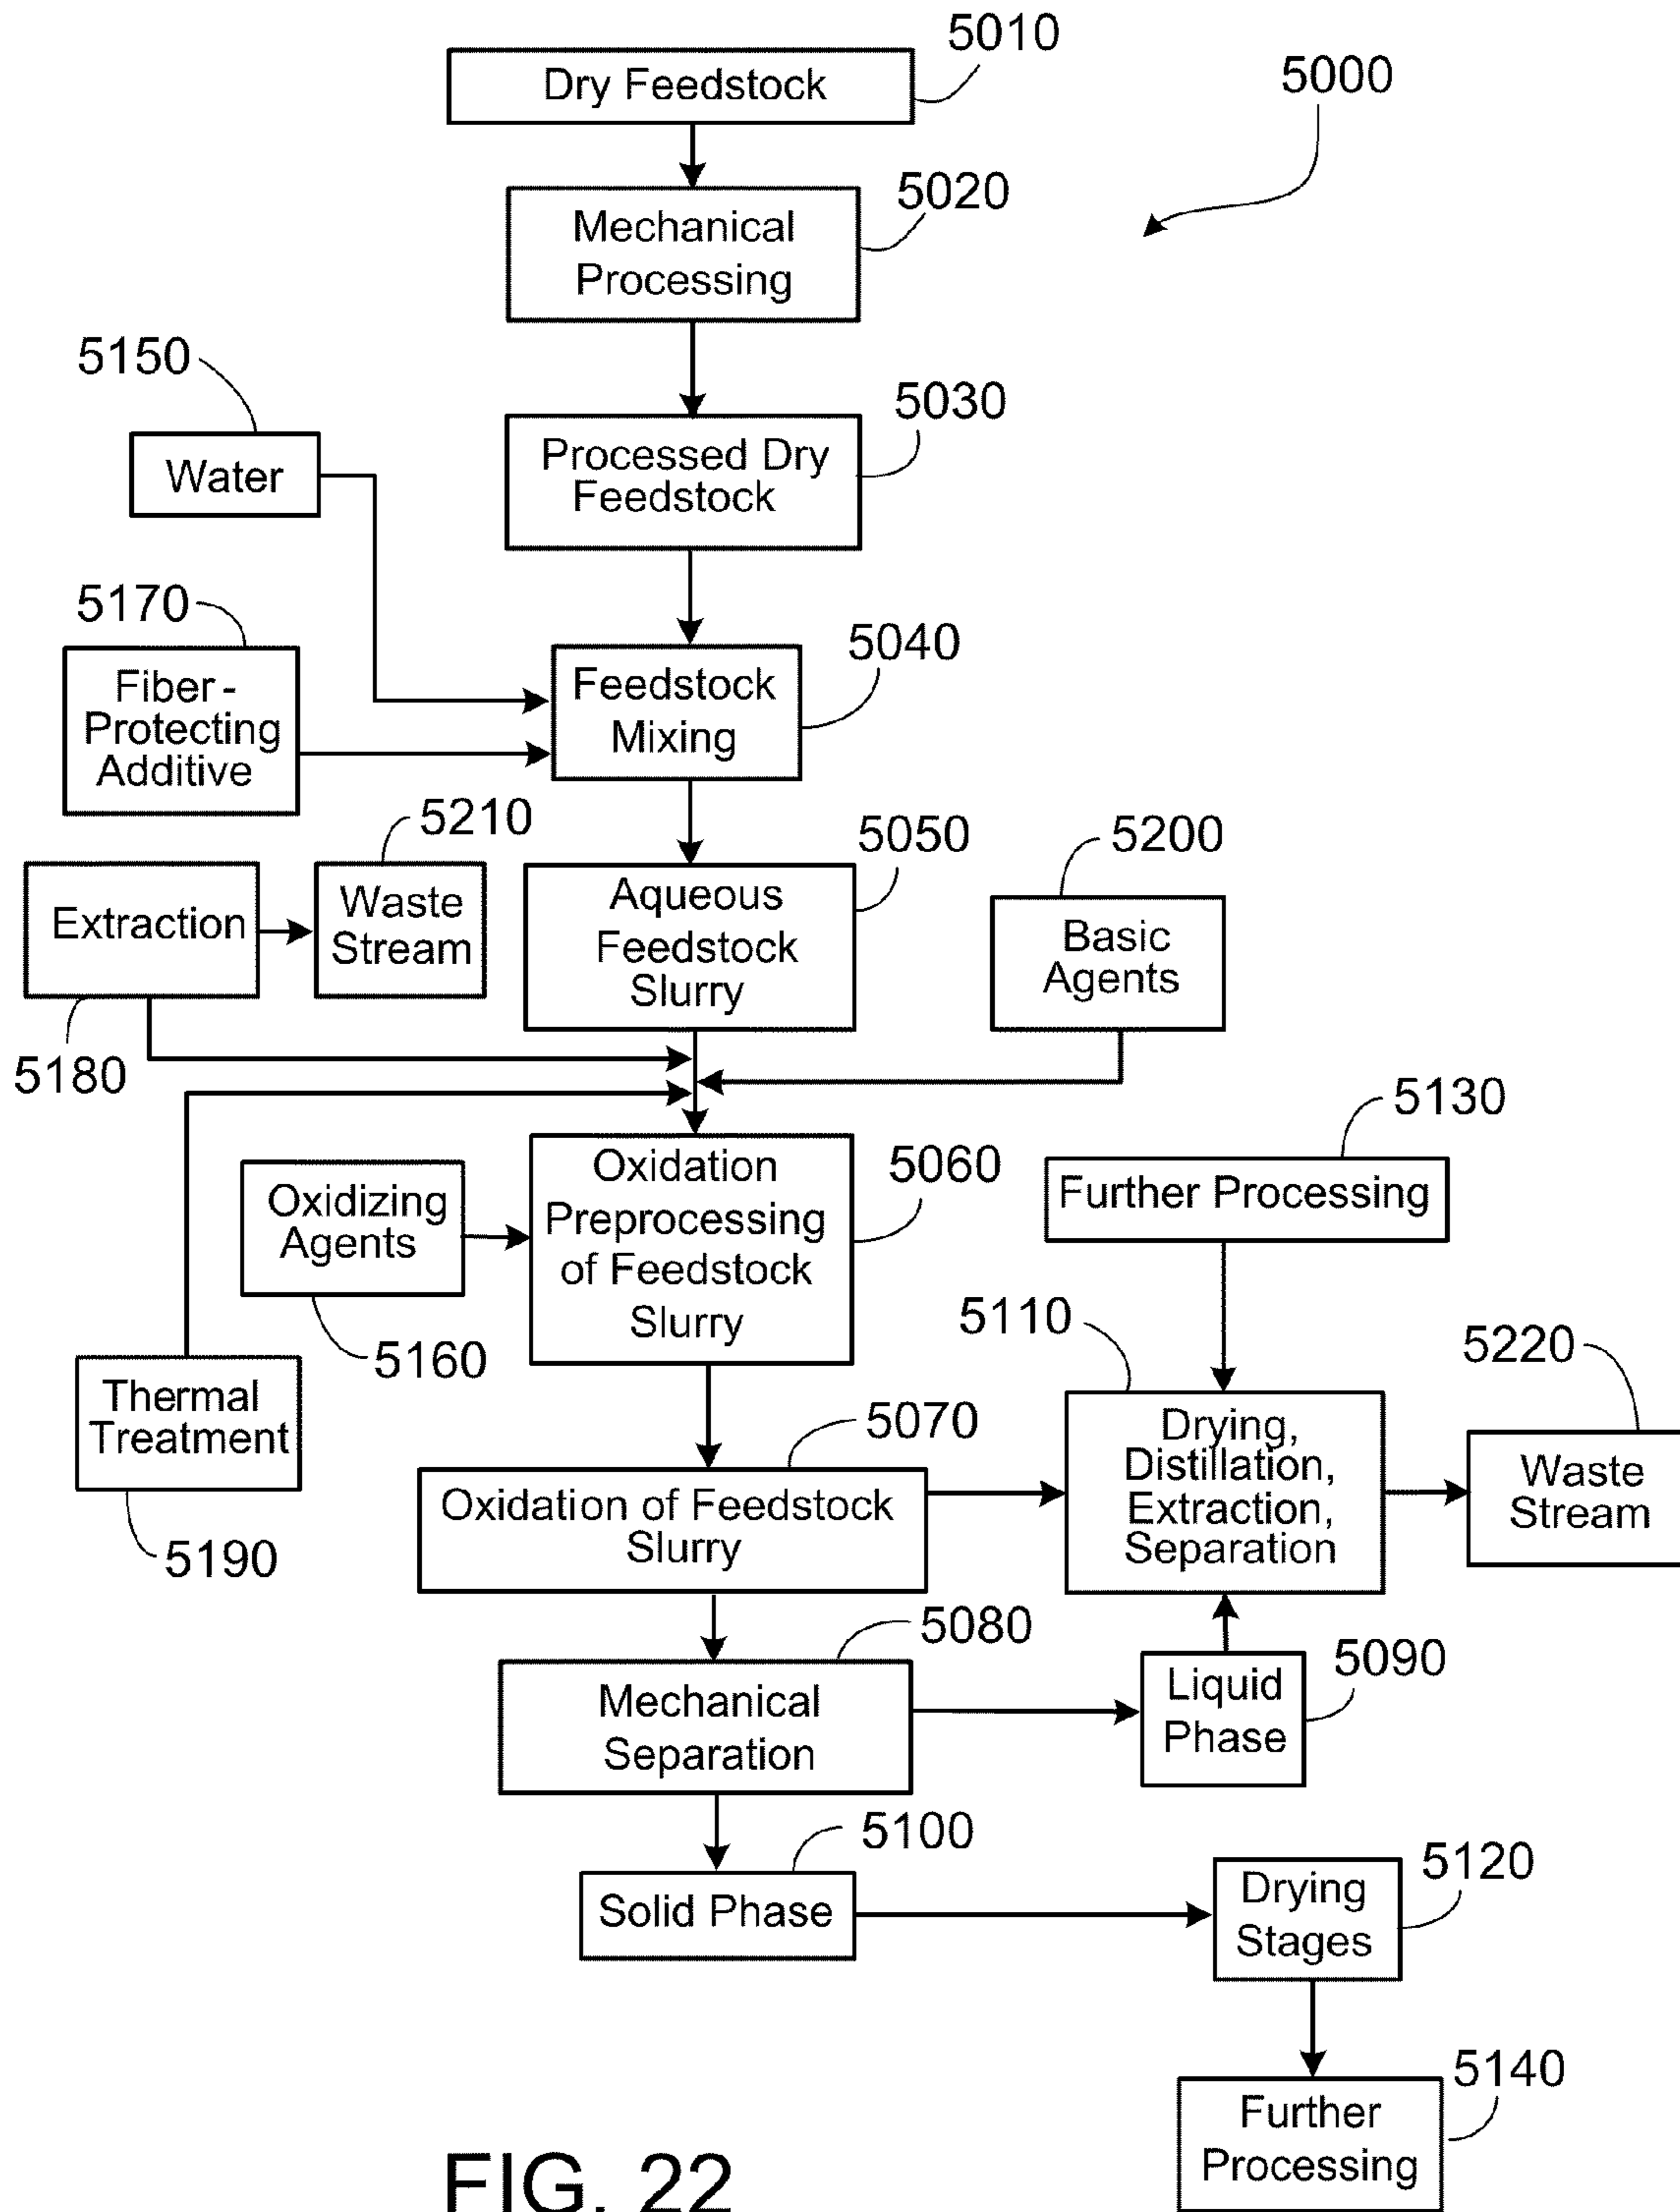 5010
Dry Feedstock
5000
5020
Mechanical
Processing
5150
5030
Water
Processed Dry
Feedstock
5170
5040
Fiber-
Protecting
Additive
Feedstock
Mixing
5210
5050
5200
Extraction
Waste
Stream
Aqueous
Feedstock
Slurry
Basic
Agents
5180
5130
5060
Oxidizing
Agents
Oxidation
Preprocessing
of Feedstock
Slurry
Further Processing
5110
5160
5220
Thermal
Treatment
5070
Drying,
Distillation,
Extraction,
Separation
Waste
Stream
Oxidation of Feedstock
Slurry
5190
5080
5090
Mechanical
Separation
Liquid
Phase
5100
5120
Solid Phase
Drying
Stages
5140
Further
Processing
FIG. 22